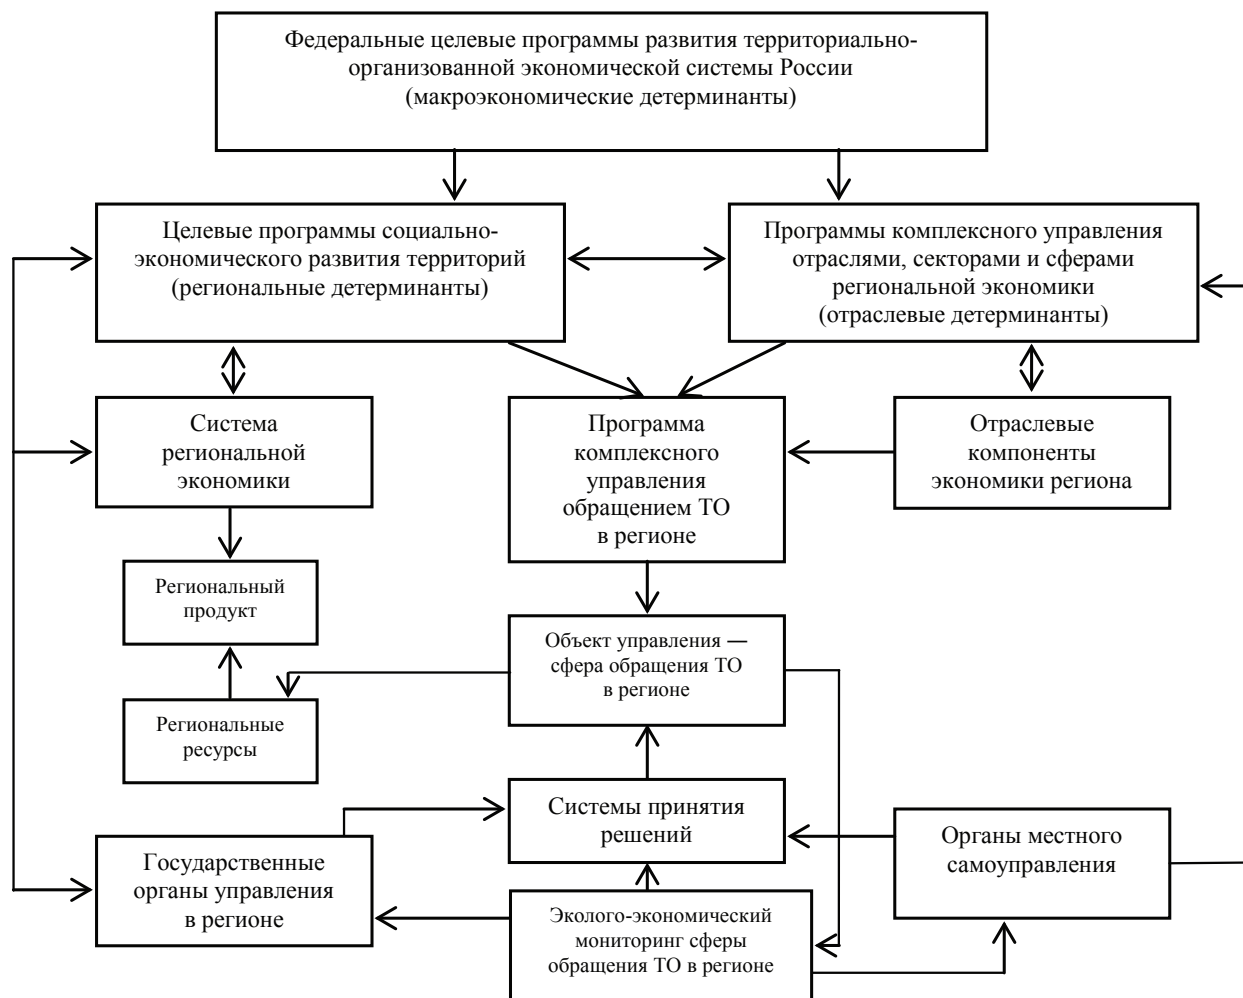 Федеральные целевые программы развития территориально-
организованной экономической системы России
(макроэкономические детерминанты)
Целевые программы социально-
экономического развития территорий
(региональные детерминанты)
Программы комплексного управления
отраслями, секторами и сферами
региональной экономики
(отраслевые детерминанты)
Система
региональной
экономики
Программа
комплексного
управления
обращением ТО
в регионе
Отраслевые
компоненты
экономики региона
Региональный
продукт
Объект управления —
сфера обращения ТО
в регионе
Региональные
ресурсы
Системы принятия
решений
Государственные
органы управления
в регионе
Органы местного
самоуправления
Эколого-экономический
мониторинг сферы
обращения ТО в регионе